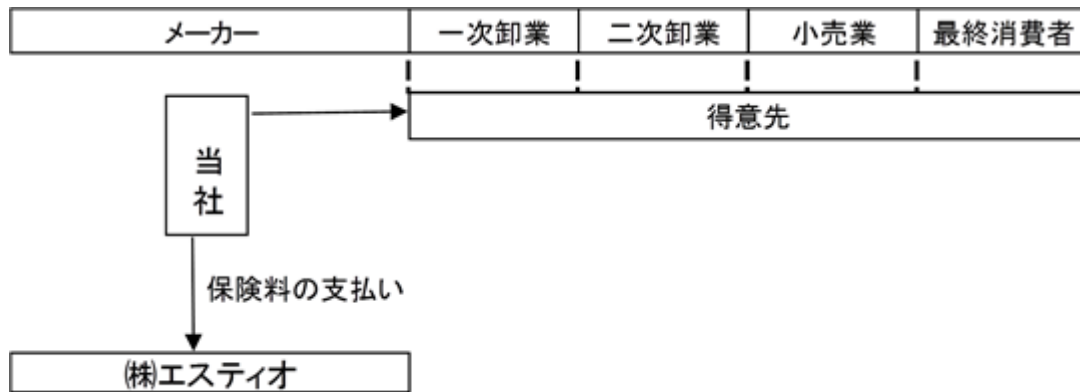 メーカー 一次卸業 二次卸業 小売業 最終消費者
得意先
当社
保険料の支払い
㈱エスティオ